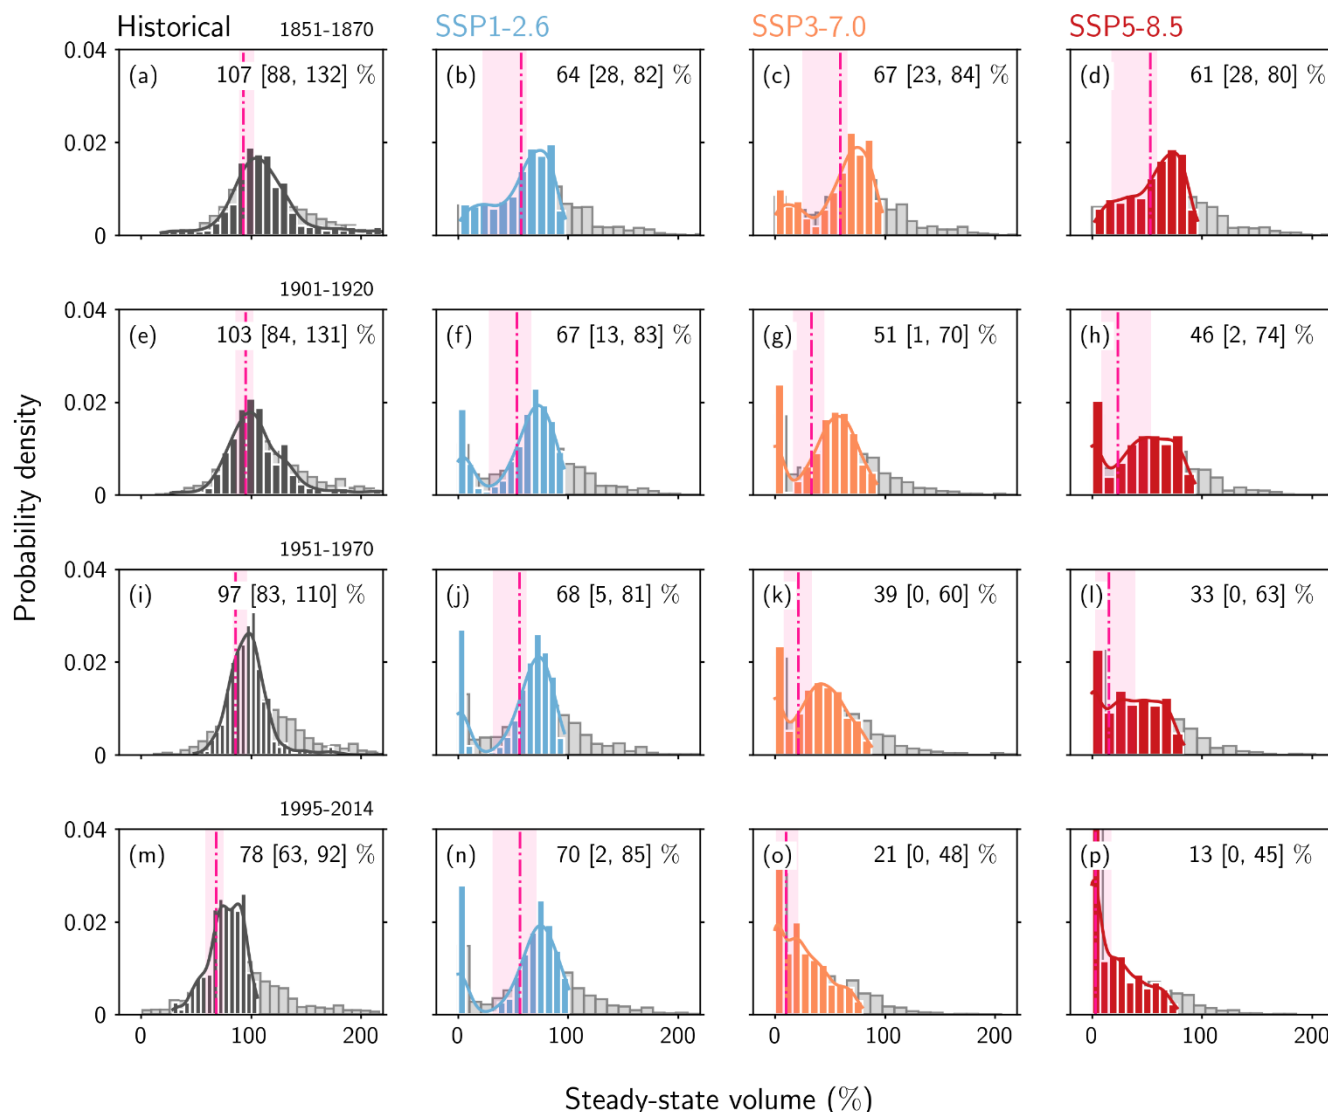 Historical 1851-1870 SSP1-2.6 SSP3-7.0 SSP5-8.5
0.04
(a) 107 [88, 132] % (b) 64 [28, 82] % (c) 67 [23, 84] % (d) 61 [28, 80] %
0.02
0
1901-1920
0.04
(e) 103 [84, 131] % (f) 67 [13, 83] % (g) 51 [1, 70] % (h) 46 [2, 74] %
0.02
0
Probability density
1951-1970
0.04
(i) 97 [83, 110] % (j) 68 [5, 81] % (k) 39 [0, 60] % (l) 33 [0, 63] %
0.02
0
1995-2014
0.04
(m) 78 [63, 92] % (n) 70 [2, 85] % (o) 21 [0, 48] % (p) 13 [0, 45] %
0.02
0
0 100 200 0 100 200 0 100 200 0 100 200
Steady-state volume (%)